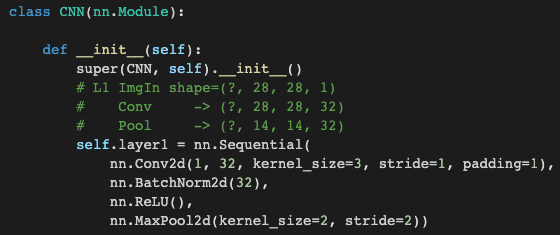 class CNN(nn.Module):
def __init__(self):
super(CNN, self).__init__()
# L1 ImgIn shape=(?, 28, 28, 1)
#    Conv     -> (?, 28, 28, 32)
#    Pool     -> (?, 14, 14, 32)
self.layer1 = nn.Sequential(
nn.Conv2d(1, 32, kernel_size=3, stride=1, padding=1),
nn.BatchNorm2d(32),
nn.ReLU(),
nn.MaxPool2d(kernel_size=2, stride=2))